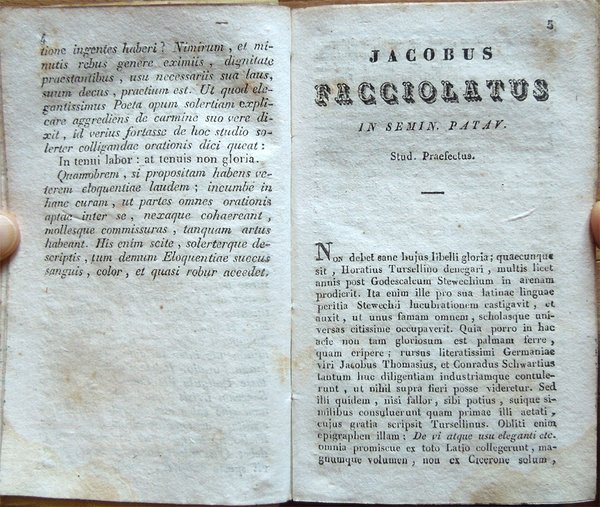 4
tione ingentes haberi? Nimirum, et mi-
nutis rebus genere eximiis, dignitate
praestantibus, usu necessariis sua laus,
suum decus, practium est. Ut quod ele-
gantissimus Poeta opum solertiam expli-
care aggrediens de carmine suo vere di-
xit, id verius fortasse de hoc studio so-
lerter colligandae orationis dici queat:
In tenui labor: at tenuis non gloria.
Quamobrem, si propositam habens ve-
terem eloquentiae laudem; incumbe in
hanc curam, ut partes omnes orationis
aptae inter se, nexaque cohaereant,
mollesque commissuras, tanquam artus
habeant. His enim scite, solerterque de-
scriptis, tum demum Eloquentiae succus
sanguis, color, et quasi robur accedet.
5
JACOBUS
FACCIOLATUS
IN SEMIN. PATAV.
Stud. Praefectus.
Non debet sane hujus libelli gloria; quaecunque
sit, Horatius Tursellino denegari, multis licet
annis post Godescalcum Stewechium in arenam
prodierit. Ita enim ille pro sua latinae linguae
peritia Stewechii lucubrationem castigavit, et
auxit, ut unus famam omnem, scholasque uni-
versas citissime occupaverit. Quia porro in hac
acie non tam gloriosum est palmam ferre,
quam eripere; rursus literatissimi Germaniae
viri Jacobus Thomasius, et Conradus Schwartius
tantum huc diligentiam industriamque contule-
runt, ut nihil supra fieri posse videretur. Sed
illi quidem, nisi fallor, sibi potius, suique si-
milibus consuluerunt quam primae illi aetati,
cujus gratia scripsit Tursellinus. Obliti enim
epigraphen illam: De vi atque usu eleganti etc.
omnia promiscue ex toto Latio collegerunt, ma-
gnumque volumen, non ex Cicerone solum,